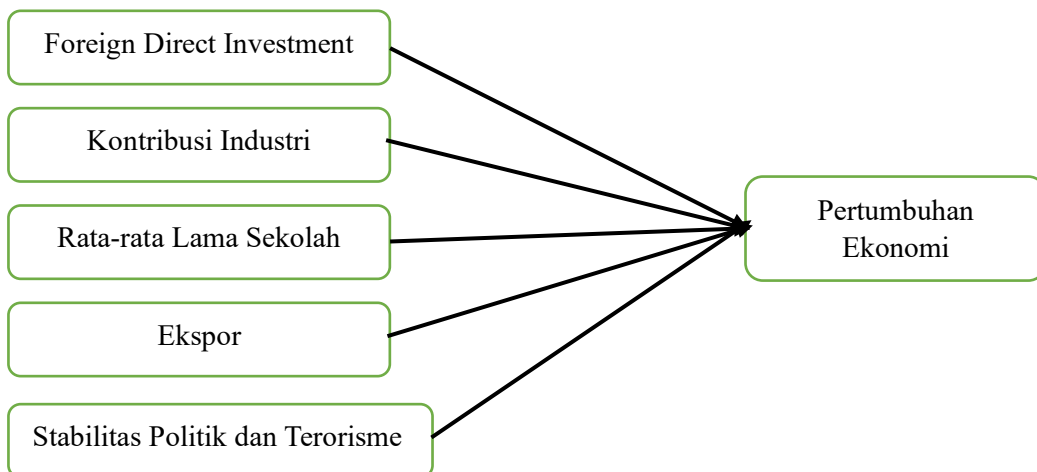 Foreign Direct Investment
Kontribusi Industri
Rata-rata Lama Sekolah
Ekspor
Stabilitas Politik dan Terorisme
Pertumbuhan
Ekonomi